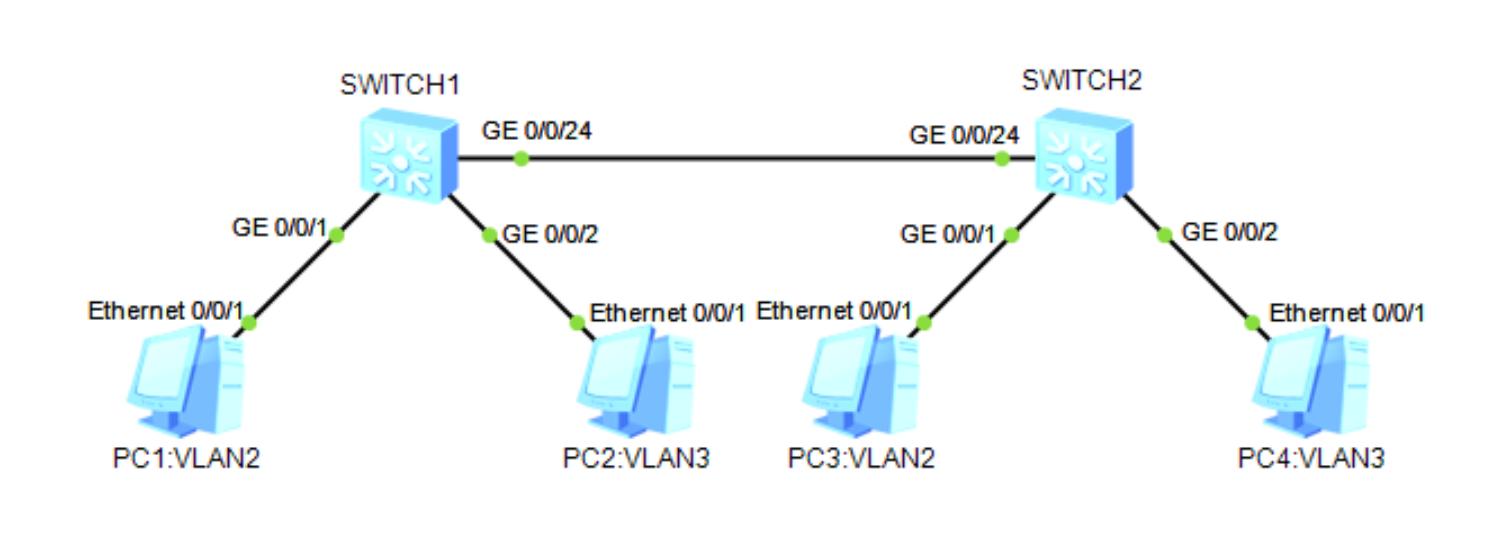 SWITCH1
SWITCH2
GE 0/0/24
GE 0/0/24
GE 0/0/1
GE 0/0/2
GE 0/0/1
GE 0/0/2
Ethernet 0/0/1
Ethernet 0/0/1
Ethernet 0/0/1
Ethernet 0/0/1
PC1:VLAN2
PC2:VLAN3
PC3:VLAN2
PC4:VLAN3